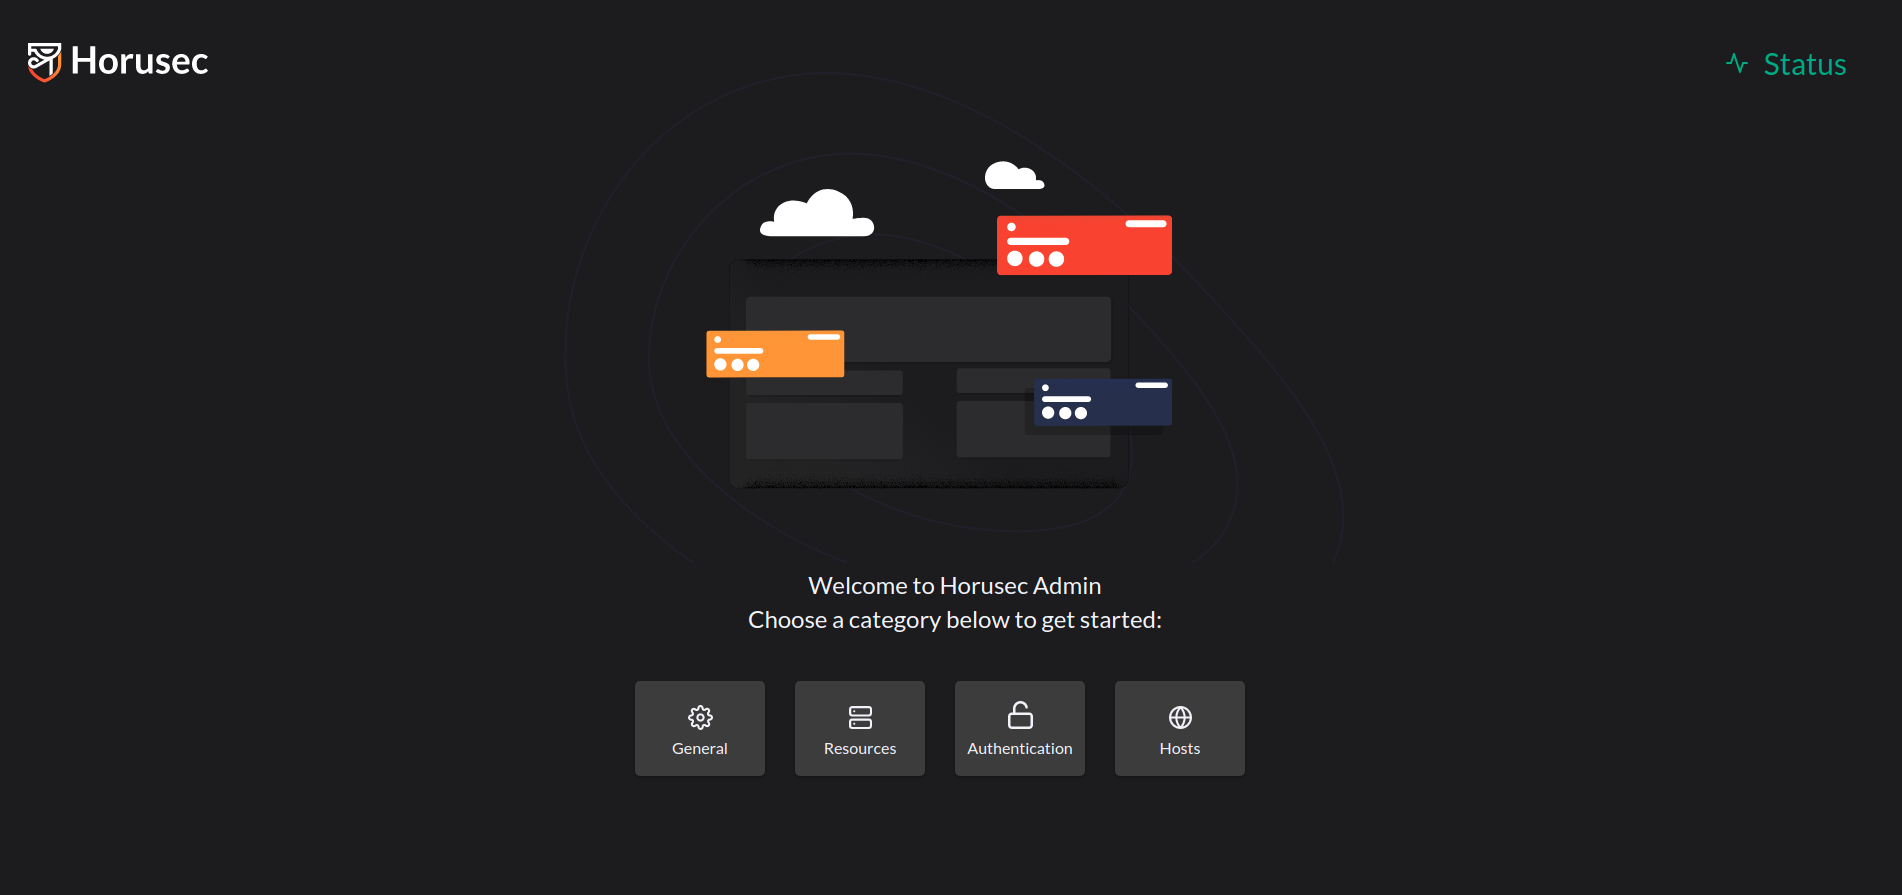 Horusec
Status
Welcome to Horusec Admin
Choose a category below to get started:
General
Resources
Authentication
Hosts